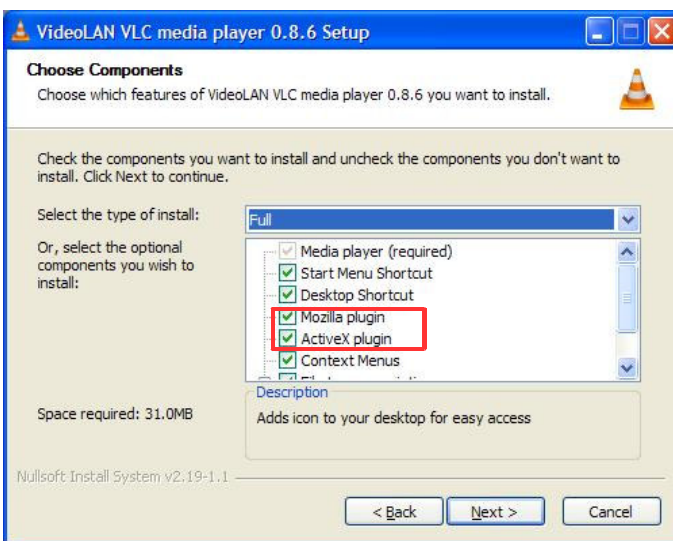 VideoLAN VLC media player 0.8.6 Setup
Choose Components
Choose which features of VideoLAN VLC media player 0.8.6 you want to install.
Check the components you want to install and uncheck the components you don't want to
install. Click Next to continue.
Select the type of install:
Full
Or, select the optional
components you wish to
install:
Media player (required)
Start Menu Shortcut
Desktop Shortcut
Mozilla plugin
ActiveX plugin
Context Menus
Space required: 31.0MB
Description
Adds icon to your desktop for easy access
Nullsoft Install System v2.19-1.1
< Back
Next >
Cancel